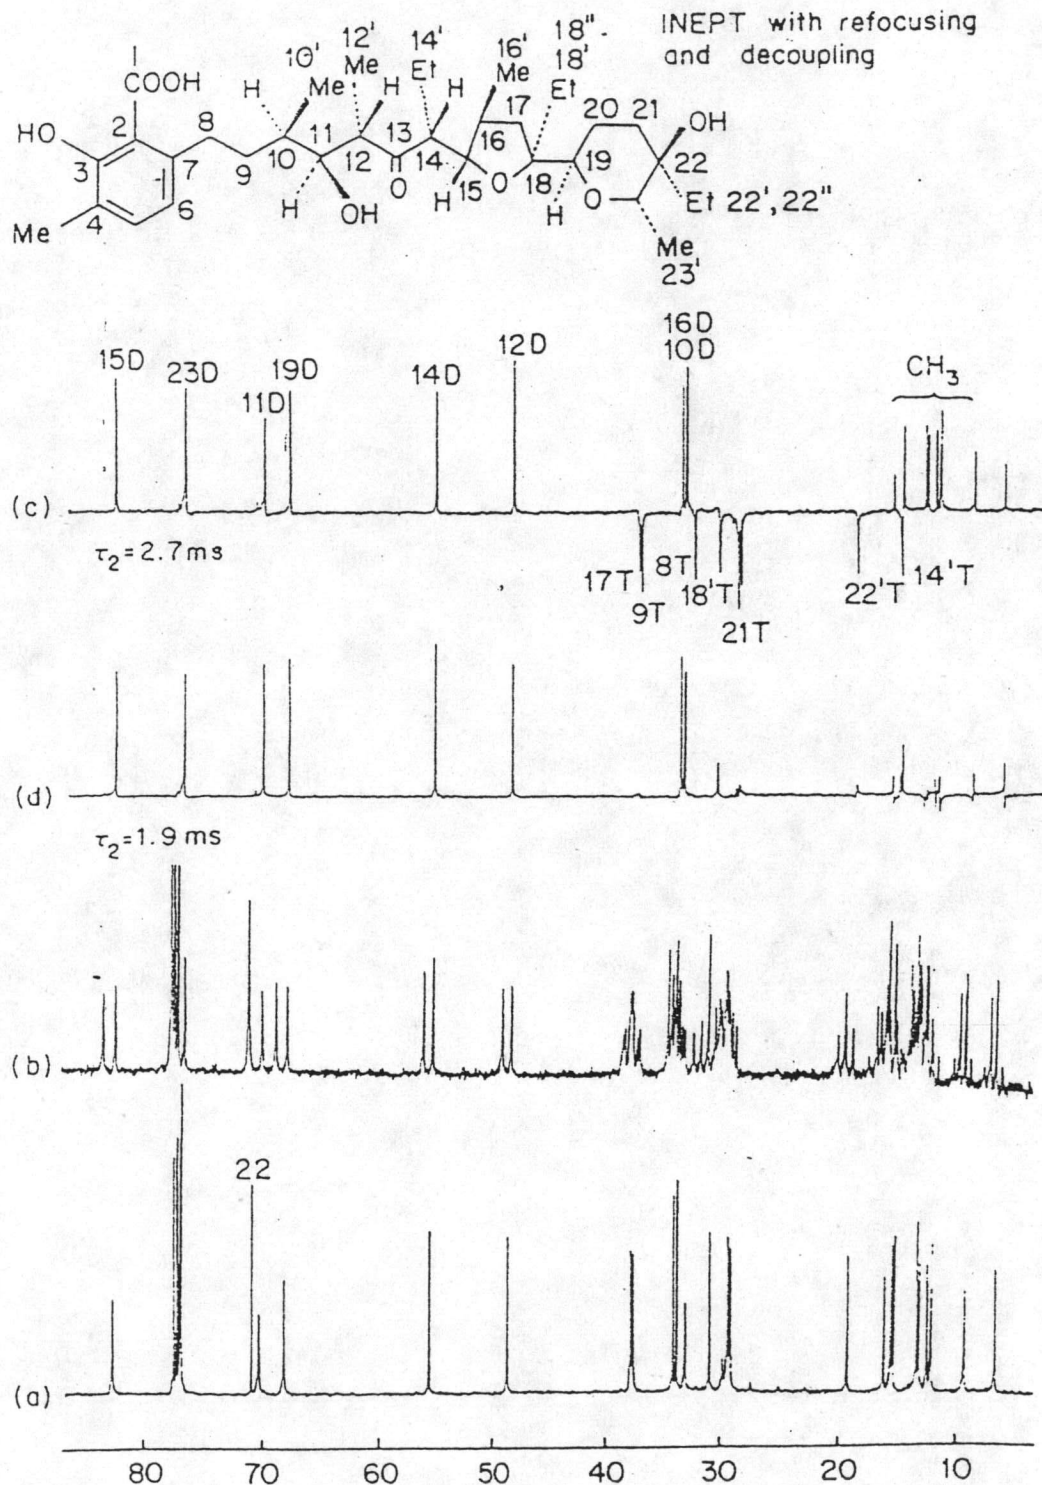 INEPT with refocusing
and decoupling
18"
18'
Et
14'
Et
16'
Me
12'
Me
10'
Me
H
H
H
COOH
HO
2
3
4
6
7
8
9
10
11
12
13
14
15
16
17
18
19
20
21
22
OH
O
O
O
H
OH
H
H
Et 22', 22"
Me
Me
23'
15D
23D
11D
19D
14D
12D
16D
10D
CH3
(c)
τ2=2.7ms
17T
9T
8T
18'T
21T
22'T
14'T
(d)
τ2=1.9ms
(b)
22
(a)
80 70 60 50 40 30 20 10